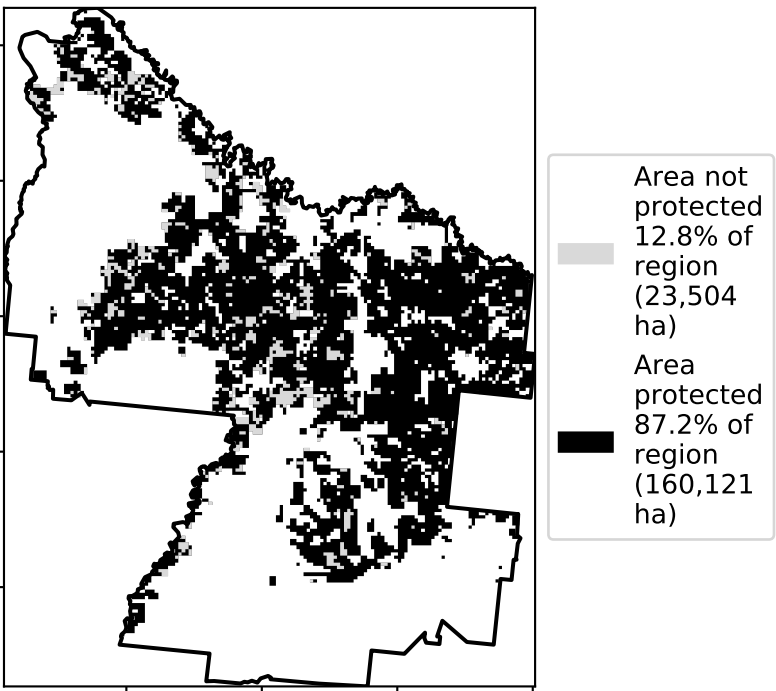 Area not
protected
12.8% of
region
(23,504
ha)
Area
protected
87.2% of
region
(160,121
ha)